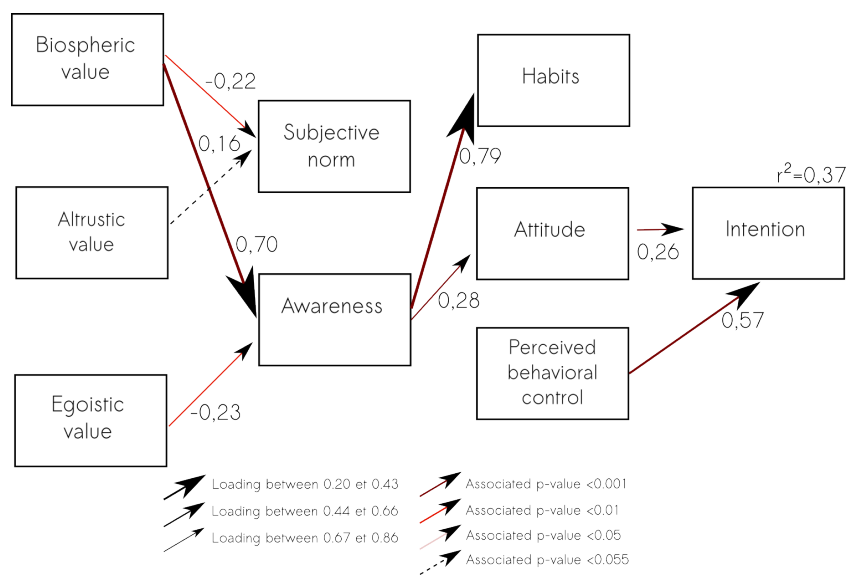 Biospheric
value
-0,22
Habits
Subjective
norm
0,16
0,79
r²=0,37
Altrustic
value
Attitude
Intention
0,70
0,26
Awareness
0,28
0,57
Perceived
behavioral
control
Egoistic
value
-0,23
Loading between 0.20 et 0.43
Loading between 0.44 et 0.66
Loading between 0.67 et 0.86
Associated p-value <0.001
Associated p-value <0.01
Associated p-value <0.05
Associated p-value <0.055